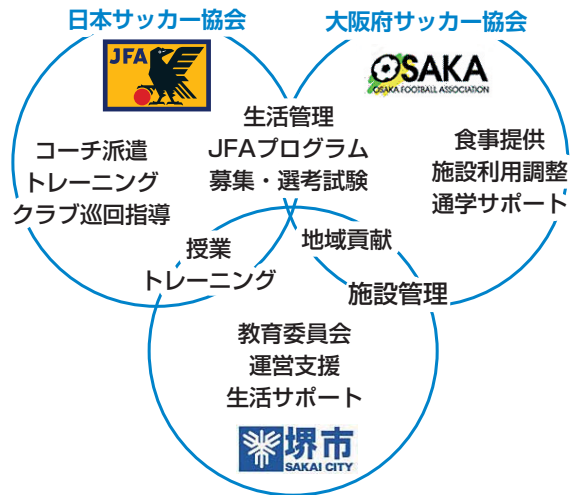 日本サッカー協会
大阪府サッカー協会
JFA
OSAKA
OSAKA FOOTBALL ASSOCIATION
コーチ派遣
トレーニング
クラブ巡回指導
生活管理
JFAプログラム
募集・選考試験
食事提供
施設利用調整
通学サポート
授業
トレーニング
地域貢献
施設管理
教育委員会
運営支援
生活サポート
堺市
SAKAI CITY